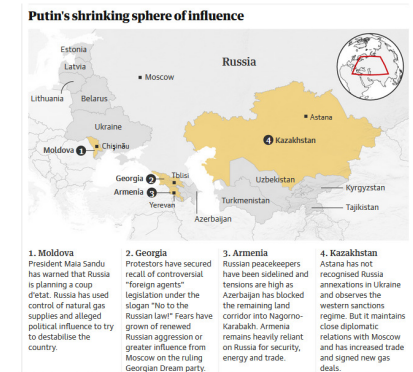 Putin's shrinking sphere of influence
Estonia
Latvia
Lithuania
Belarus
Russia
Moscow
Ukraine
Moldova 1
Chișinău
Astana
4 Kazakhstan
Georgia 2
Tblisi
Armenia 3
Yerevan
Azerbaijan
Uzbekistan
Turkmenistan
Kyrgyzstan
Tajikistan
1. Moldova
President Maia Sandu
has warned that Russia
is planning a coup
d'etat. Russia has used
control of natural gas
supplies and alleged
political influence to try
to destabilise the
country.
2. Georgia
Protestors have secured
recall of controversial
"foreign agents"
legislation under the
slogan "No to the
Russian law!" Fears have
grown of renewed
Russian aggression or
greater influence from
Moscow on the ruling
Georgian Dream party.
3. Armenia
Russian peacekeepers
have been sidelined and
tensions are high as
Azerbaijan has blocked
the remaining land
corridor into Nagorno-
Karabakh. Armenia
remains heavily reliant
on Russia for security,
energy and trade.
4. Kazakhstan
Astana has not
recognised Russia
annexations in Ukraine
and observes the
western sanctions
regime. But it maintains
close diplomatic
relations with Moscow
and has increased trade
and signed new gas
deals.